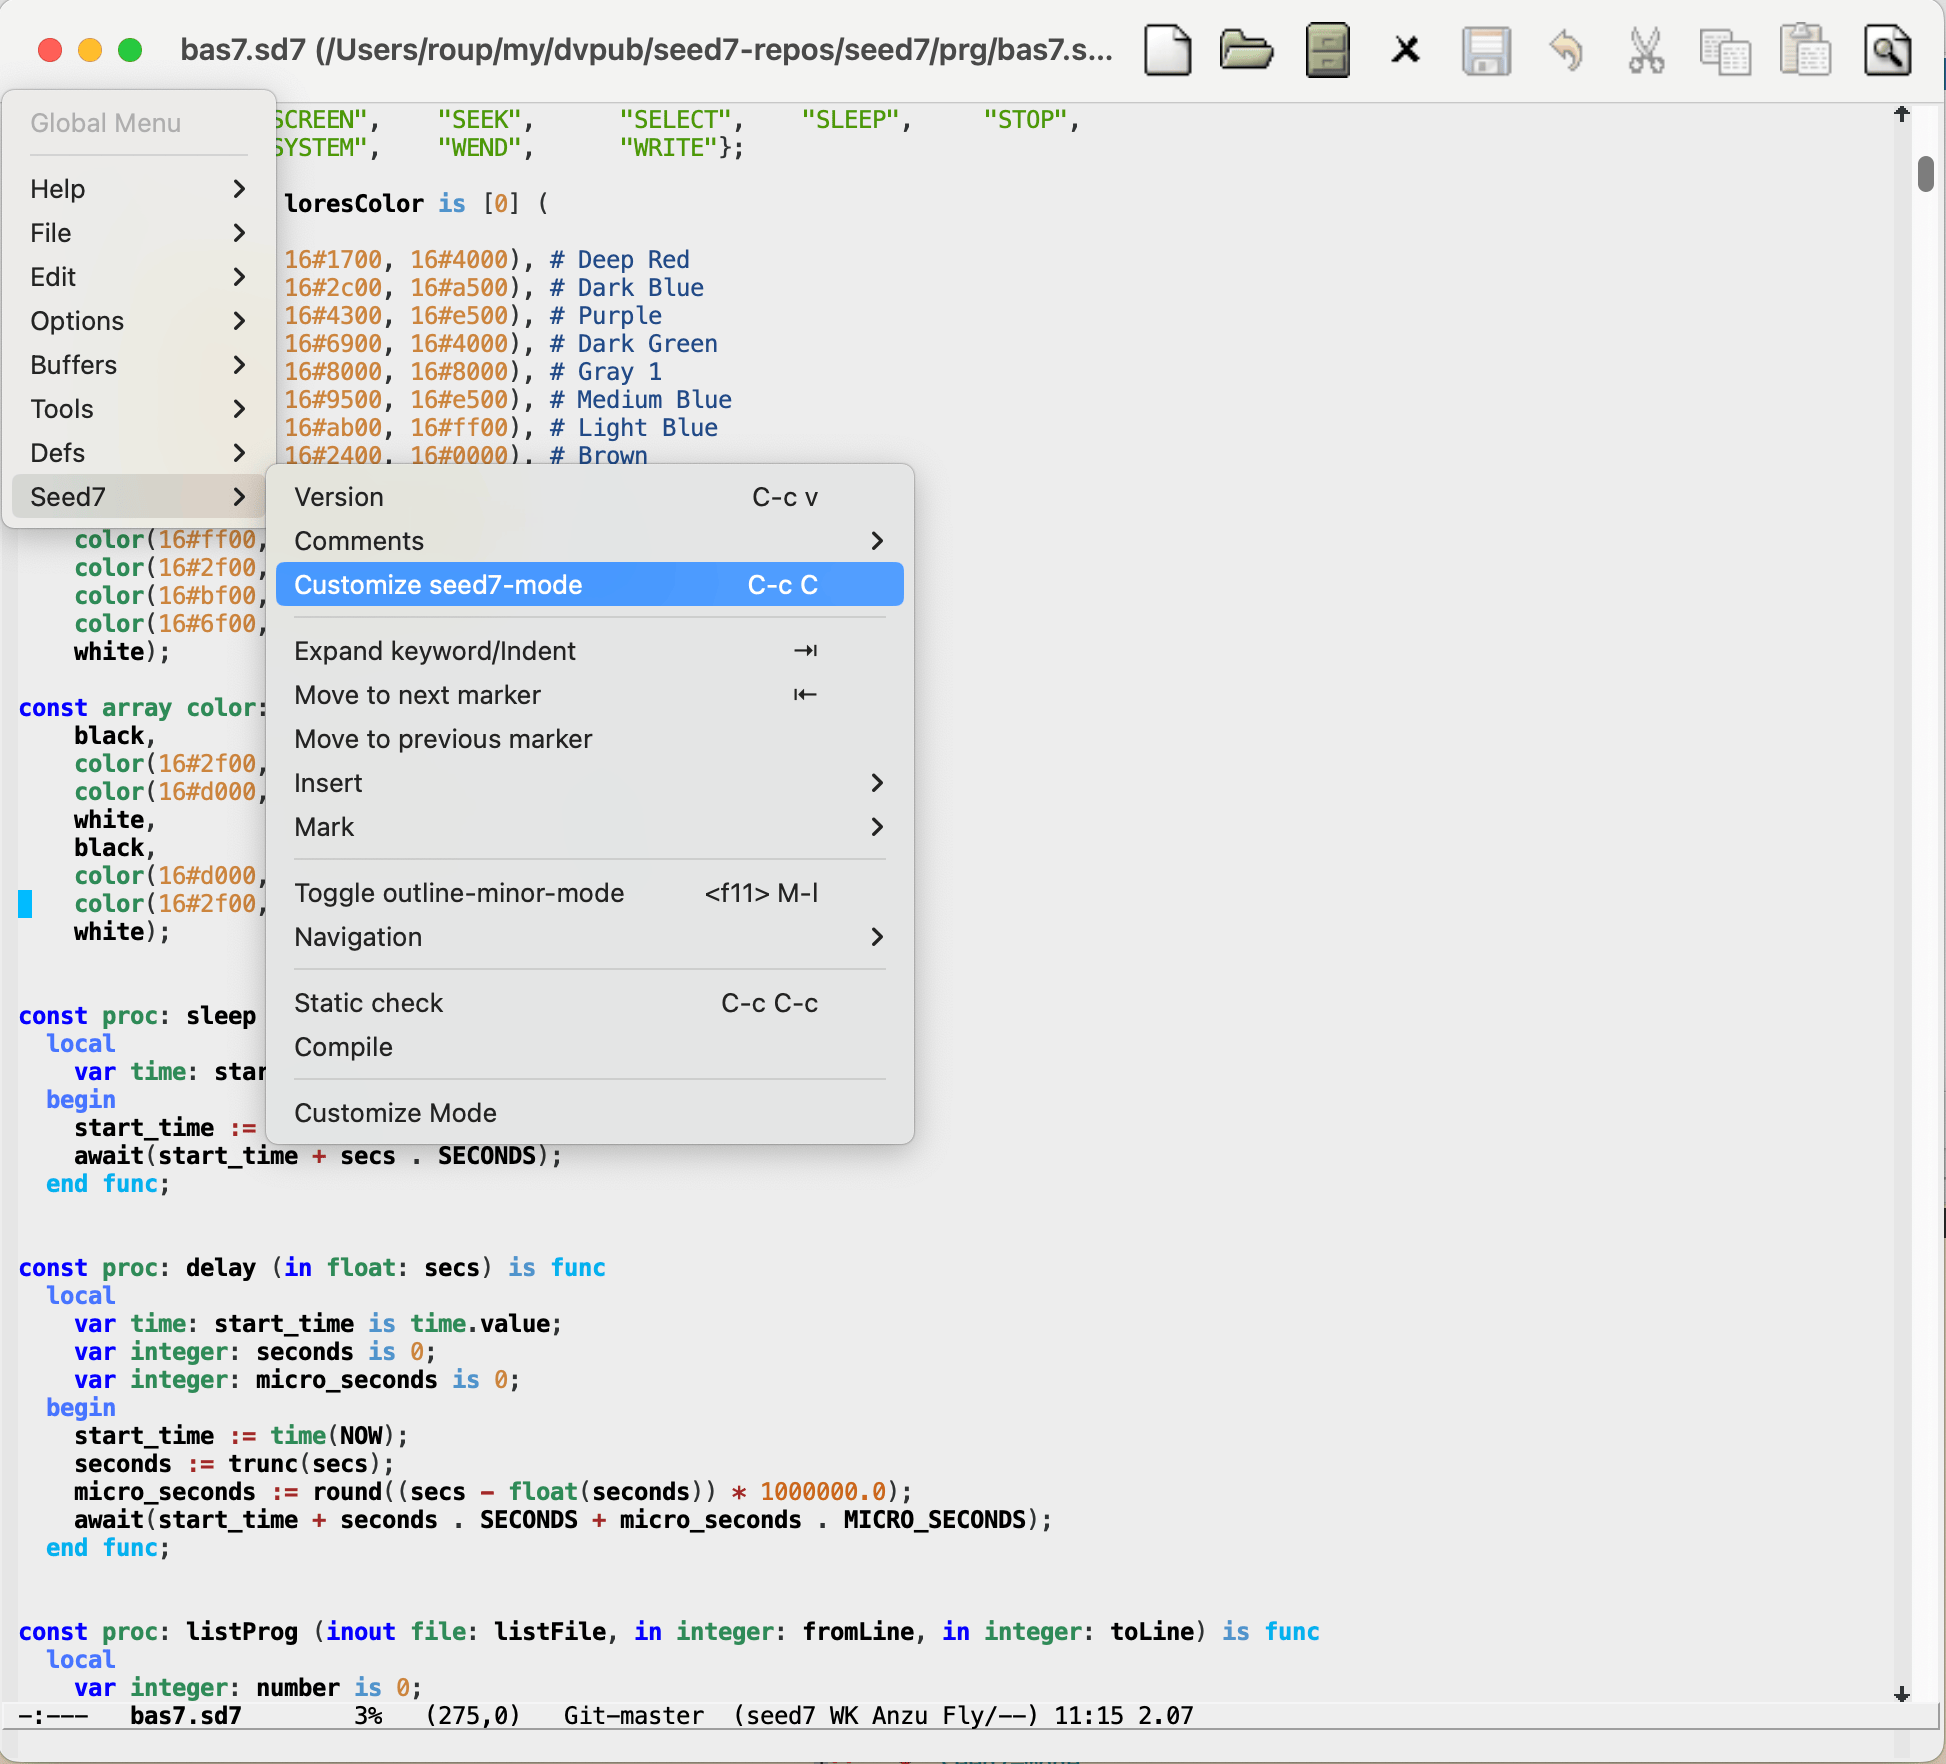 bas7.sd7 (/Users/roup/my/dvpub/seed7-repos/seed7/prg/bas7.s...
Global Menu
Help
File
Edit
Options
Buffers
Tools
Defs
Seed7
SCREEN", "SEEK", "SELECT", "SLEEP", "STOP",
SYSTEM", "WEND", "WRITE"};
loresColor is [0] (
16#1700, 16#4000), # Deep Red
16#2c00, 16#a500), # Dark Blue
16#4300, 16#e500), # Purple
16#6900, 16#4000), # Dark Green
16#8000, 16#8000), # Gray 1
16#9500, 16#e500), # Medium Blue
16#ab00, 16#ff00), # Light Blue
16#2400, 16#0000), # Brown
Version C-c v
Comments
Customize seed7-mode C-c C
Expand keyword/Indent ⇥
Move to next marker ⇤
Move to previous marker
Insert
Mark
Toggle outline-minor-mode <f11> M-l
Navigation
Static check C-c C-c
Compile
Customize Mode
color(16#ff00,
color(16#2f00,
color(16#bf00,
color(16#6f00,
white);
const array color:
black,
color(16#2f00,
color(16#d000,
white,
black,
color(16#d000,
color(16#2f00,
white);
const proc: sleep
local
var time: star
begin
start_time :=
await(start_time + secs . SECONDS);
end func;
const proc: delay (in float: secs) is func
local
var time: start_time is time.value;
var integer: seconds is 0;
var integer: micro_seconds is 0;
begin
start_time := time(NOW);
seconds := trunc(secs);
micro_seconds := round((secs - float(seconds)) * 1000000.0);
await(start_time + seconds . SECONDS + micro_seconds . MICRO_SECONDS);
end func;
const proc: listProg (inout file: listFile, in integer: fromLine, in integer: toLine) is func
local
var integer: number is 0;
-:--- bas7.sd7 3% (275,0) Git-master (seed7 WK Anzu Fly/--) 11:15 2.07